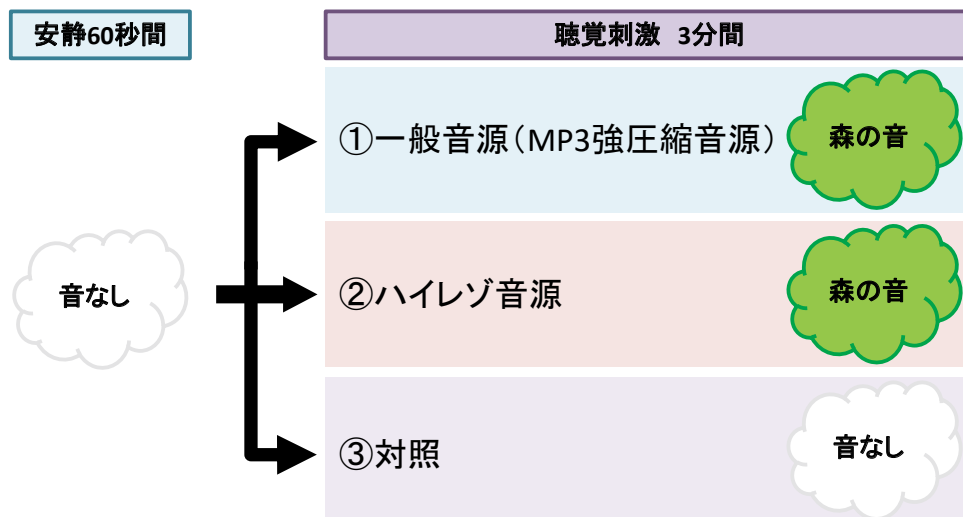 安静60秒間
聴覚刺激 3分間
①一般音源（MP3強圧縮音源）
森の音
音なし
②ハイレゾ音源
森の音
③対照
音なし